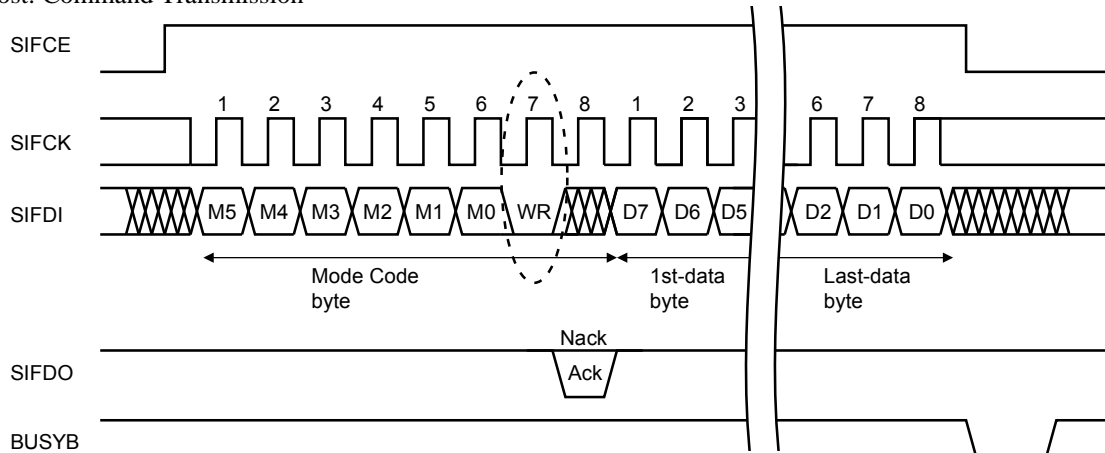 ost: Command Transmission
SIFCE
1 2 3 4 5 6 7 8 1 2 3 6 7 8
SIFCK
SIFDI M5 M4 M3 M2 M1 M0 WR D7 D6 D5 D2 D1 D0
Mode Code byte
1st-data byte
Last-data byte
Nack
SIFDO Ack
BUSYB